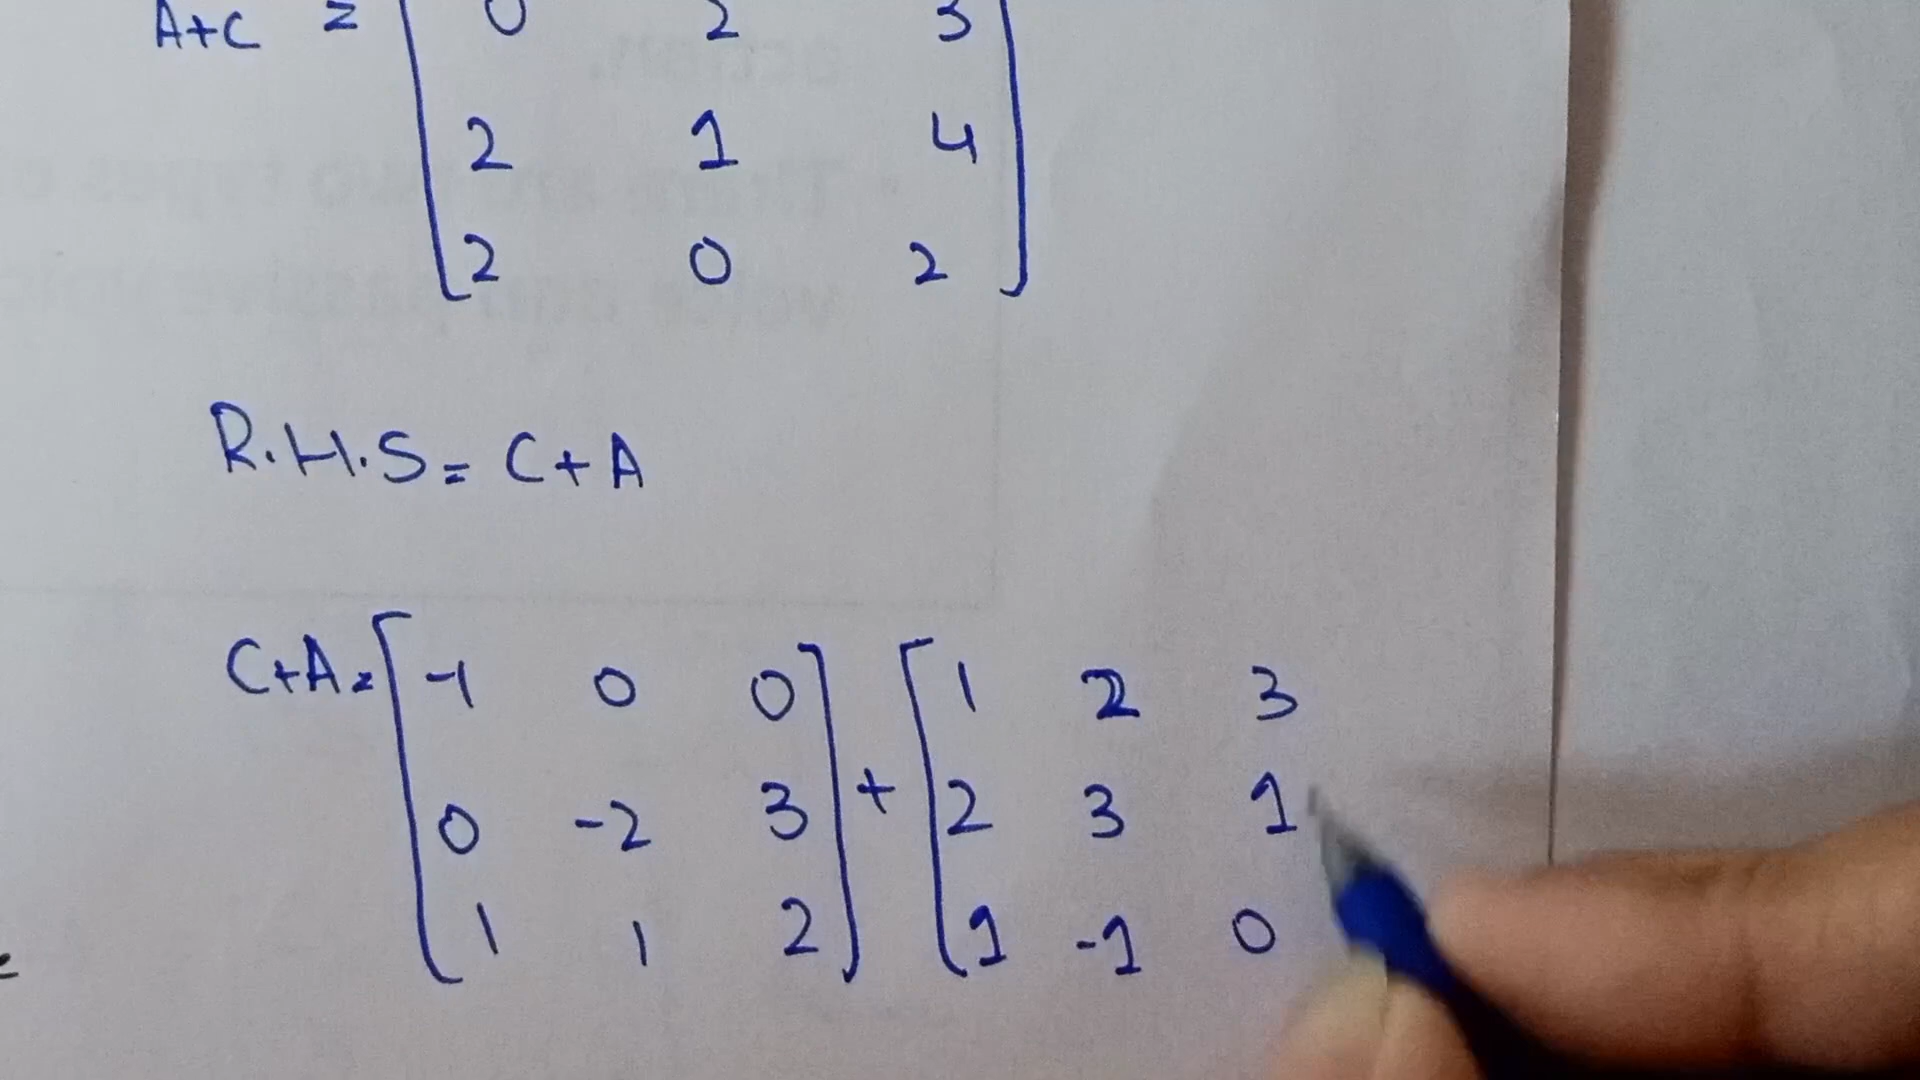 A+C = [ 0 2 3
2 1 4
2 0 2 ]
R.H.S = C+A
C+A = [ -1 0 0 ] + [ 1 2 3
0 -2 3 2 3 1
1 1 2 1 -1 0